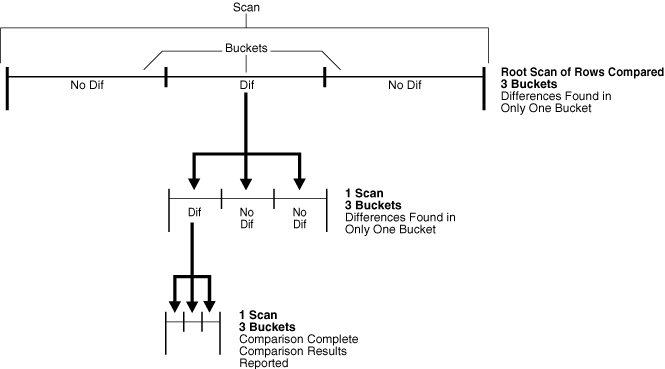 Scan
Buckets
No Dif
Dif
No Dif
Root Scan of Rows Compared
3 Buckets
Differences Found in
Only One Bucket
Dif
No
Dif
No
Dif
1 Scan
3 Buckets
Differences Found in
Only One Bucket
1 Scan
3 Buckets
Comparison Complete
Comparison Results
Reported